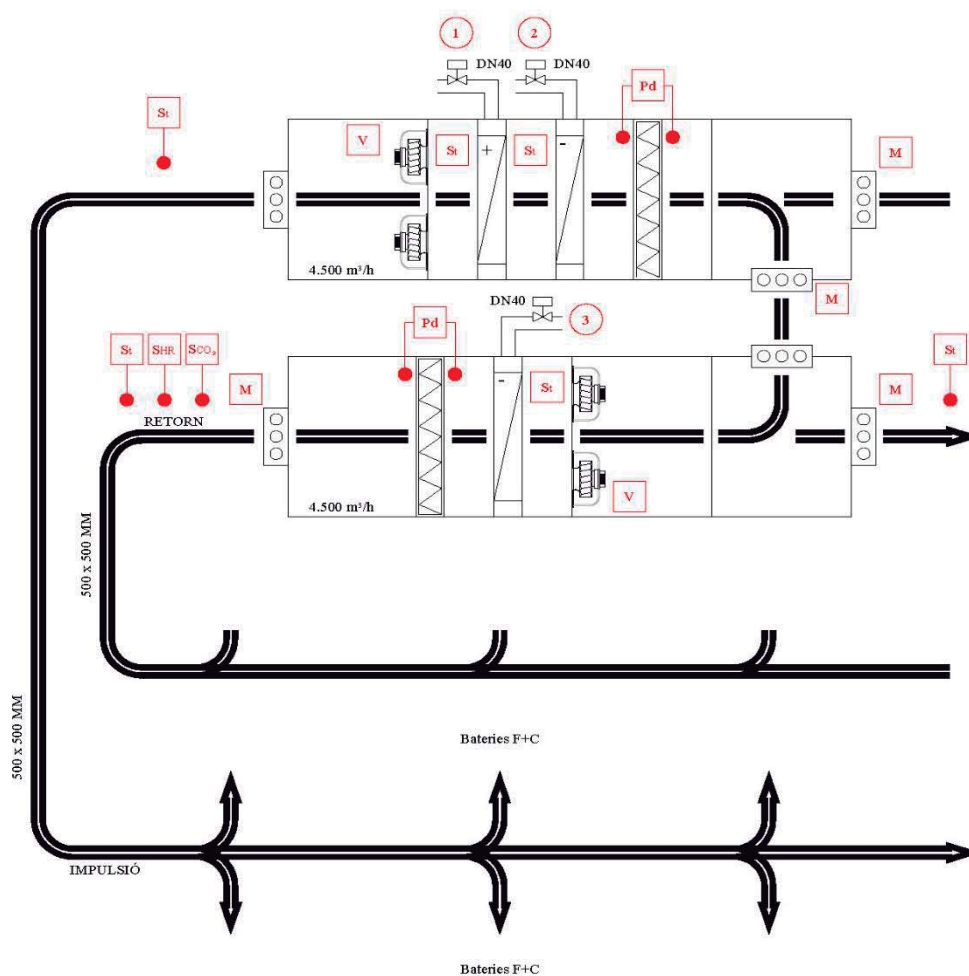 1
2
DN40
DN40
Pd
St
V
St
St
M
+
-
4.500 m³/h
DN40
3
M
Pd
St
SHR
SCO₂
M
St
M
St
-
RETORN
V
4.500 m³/h
500 x 500 MM
500 x 500 MM
Bateries F+C
IMPULSIÓ
Bateries F+C